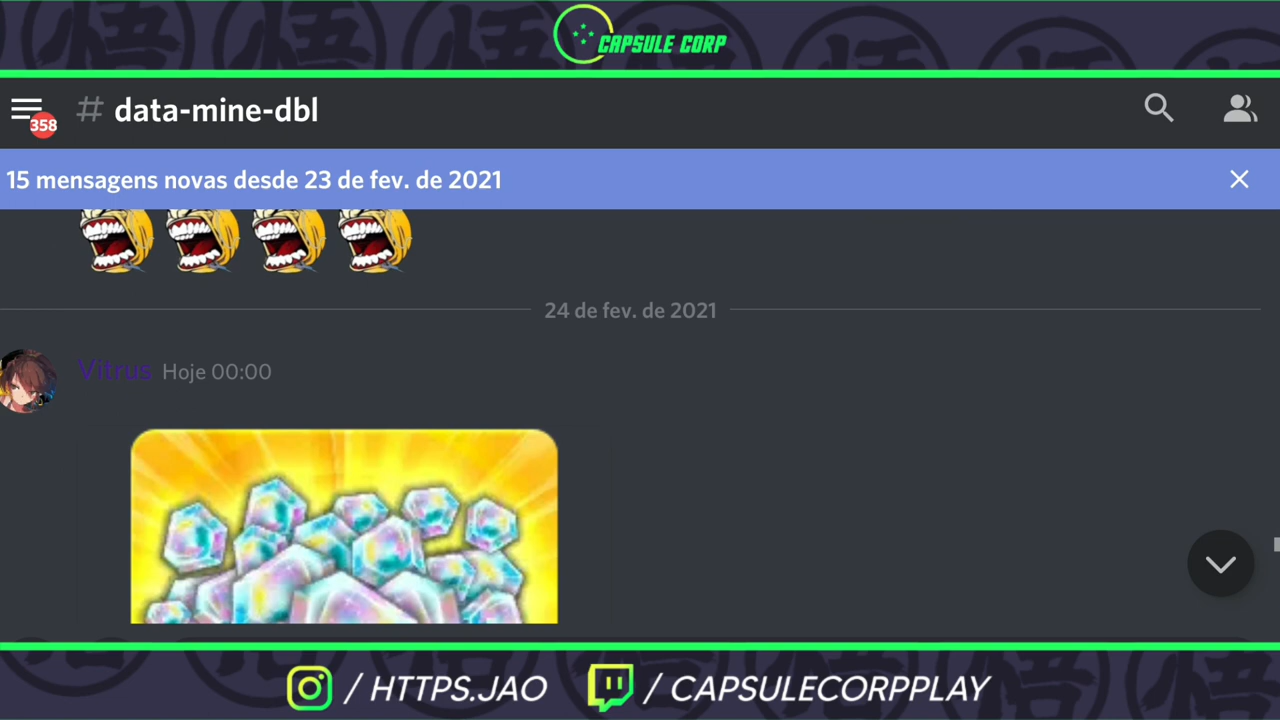 CAPSULE CORP
358
# data-mine-dbl
15 mensagens novas desde 23 de fev. de 2021
24 de fev. de 2021
Vitrus Hoje 00:00
/ HTTPS.JAO / CAPSULECORPPLAY